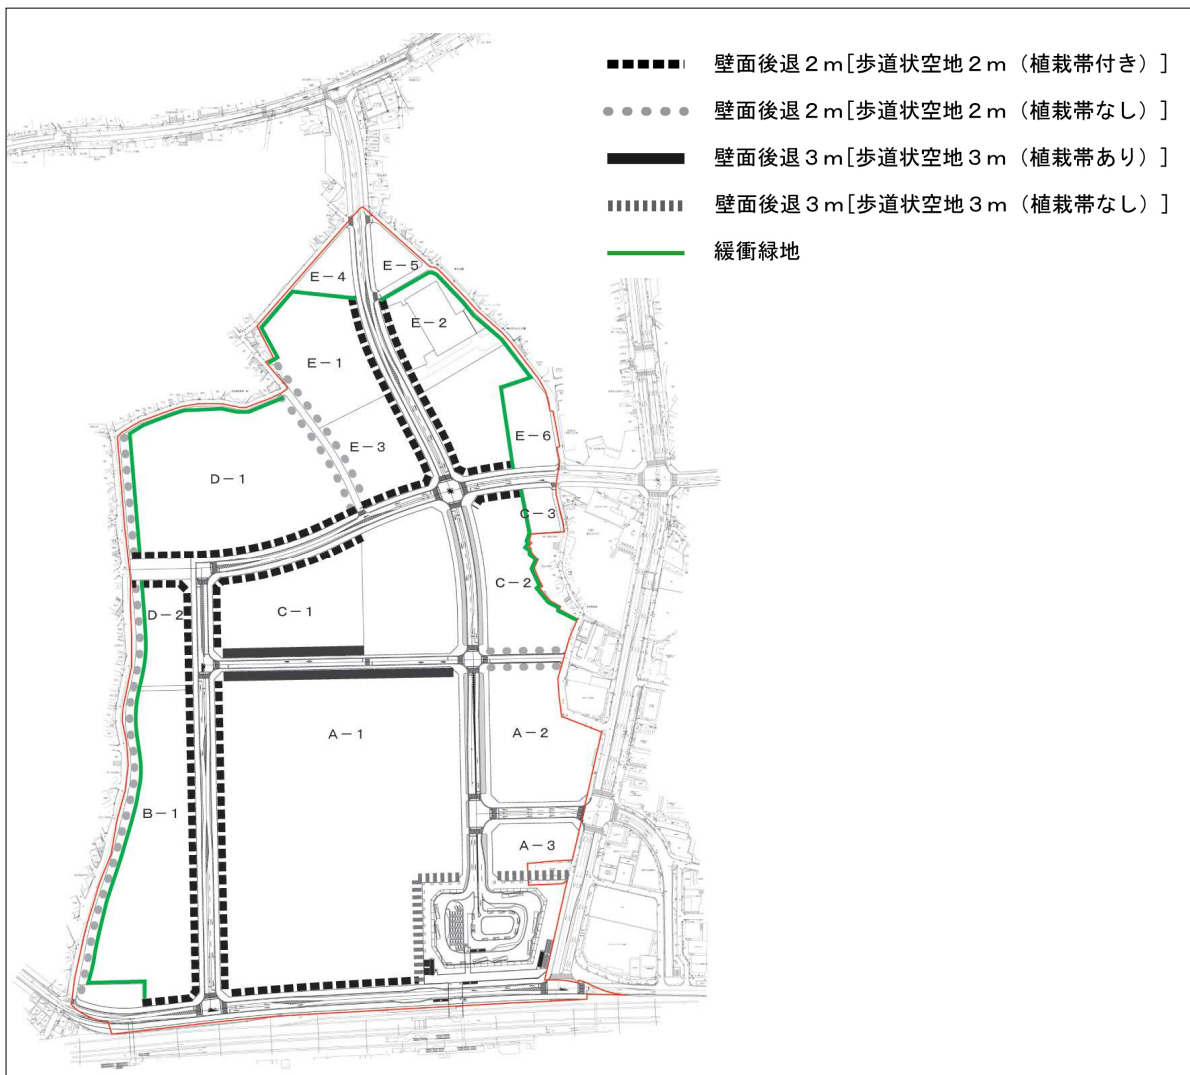 壁面後退２ｍ[歩道状空地２ｍ（植栽帯付き）]
壁面後退２ｍ[歩道状空地２ｍ（植栽帯なし）]
壁面後退３ｍ[歩道状空地３ｍ（植栽帯あり）]
壁面後退３ｍ[歩道状空地３ｍ（植栽帯なし）]
緩衝緑地
E－4
E－5
E－2
E－1
E－3
E－6
D－1
C－3
C－2
D－2
C－1
A－1
A－2
B－1
A－3